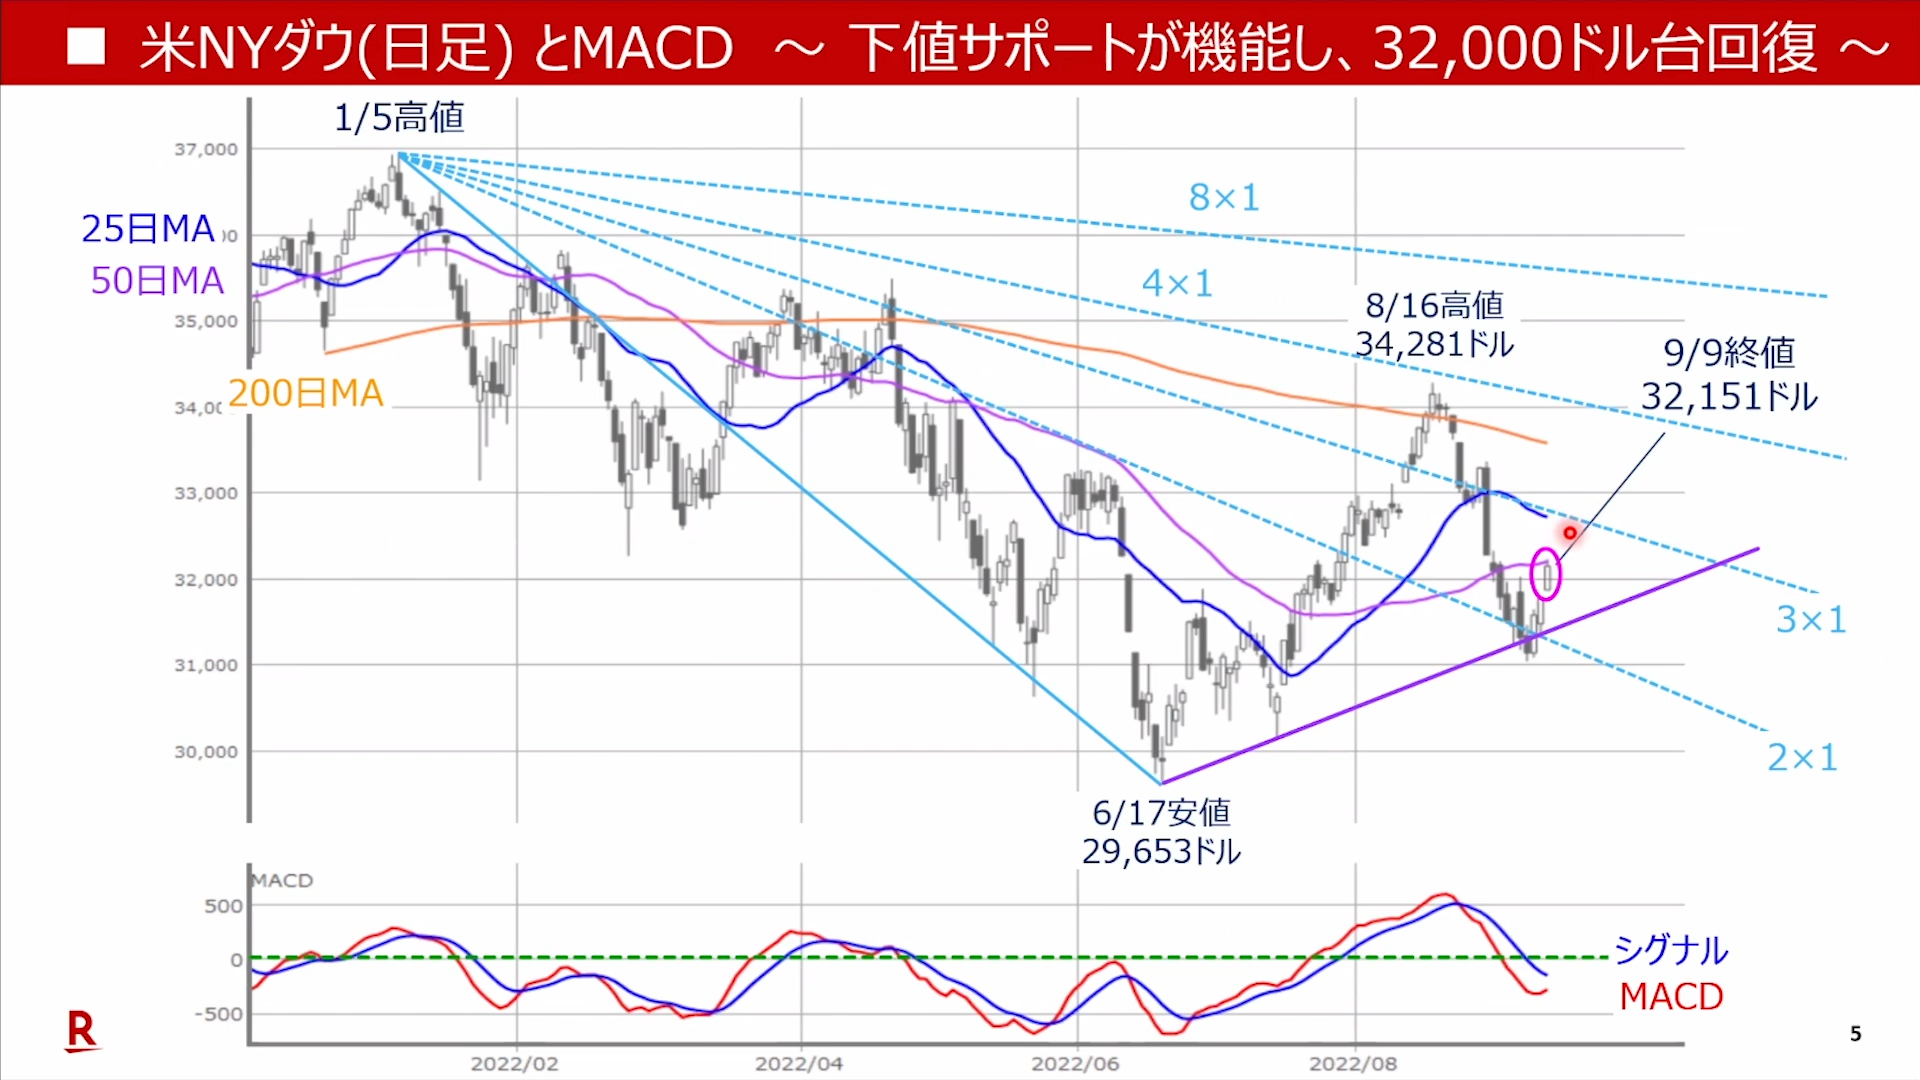 ■ 米NYダウ(日足) とMACD ～ 下値サポートが機能し、32,000ドル台回復 ～
1/5高値
37,000
8×1
25日MA
50日MA
4×1
8/16高値
34,281ドル
35,000
9/9終値
32,151ドル
200日MA
33,000
32,000
3×1
31,000
30,000
2×1
6/17安値
29,653ドル
MACD
500
0
-500
シグナル
MACD
R
5
2022/02
2022/04
2022/06
2022/08